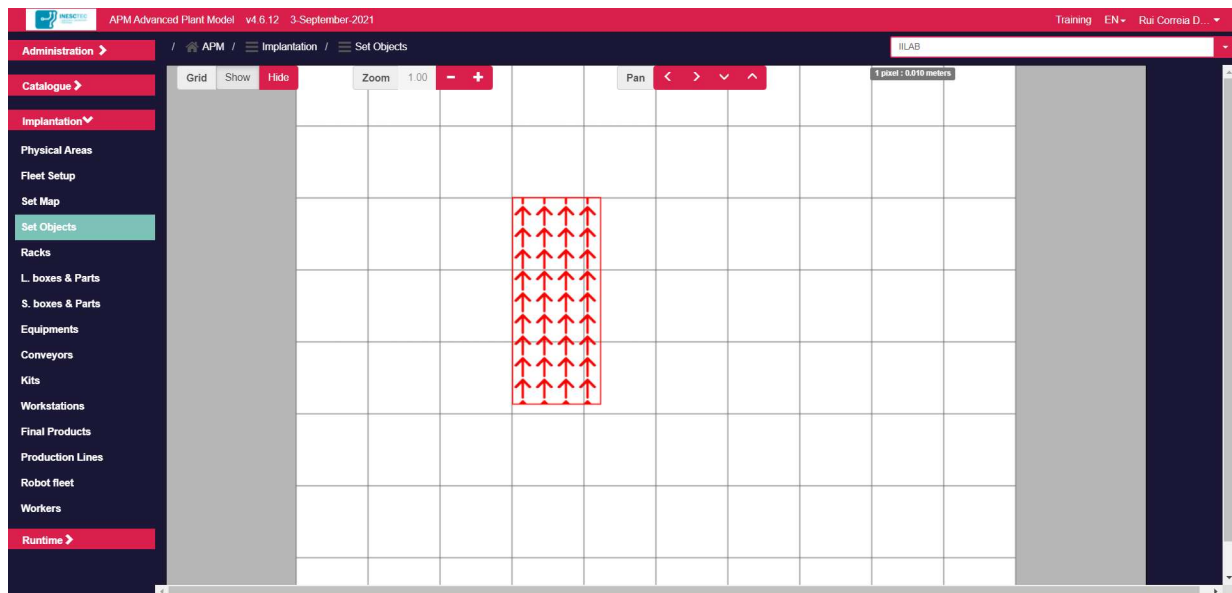 INESCTEC APM Advanced Plant Model v4.6.12 3-September-2021 Training EN Rui Correia D...
Administration / APM / Implantation / Set Objects IILAB
Catalogue Grid Show Hide Zoom 1.00 Pan 1 pixel : 0.010 meters
Implantation
Physical Areas
Fleet Setup
Set Map
Set Objects
Racks
L. boxes & Parts
S. boxes & Parts
Equipments
Conveyors
Kits
Workstations
Final Products
Production Lines
Robot fleet
Workers
Runtime